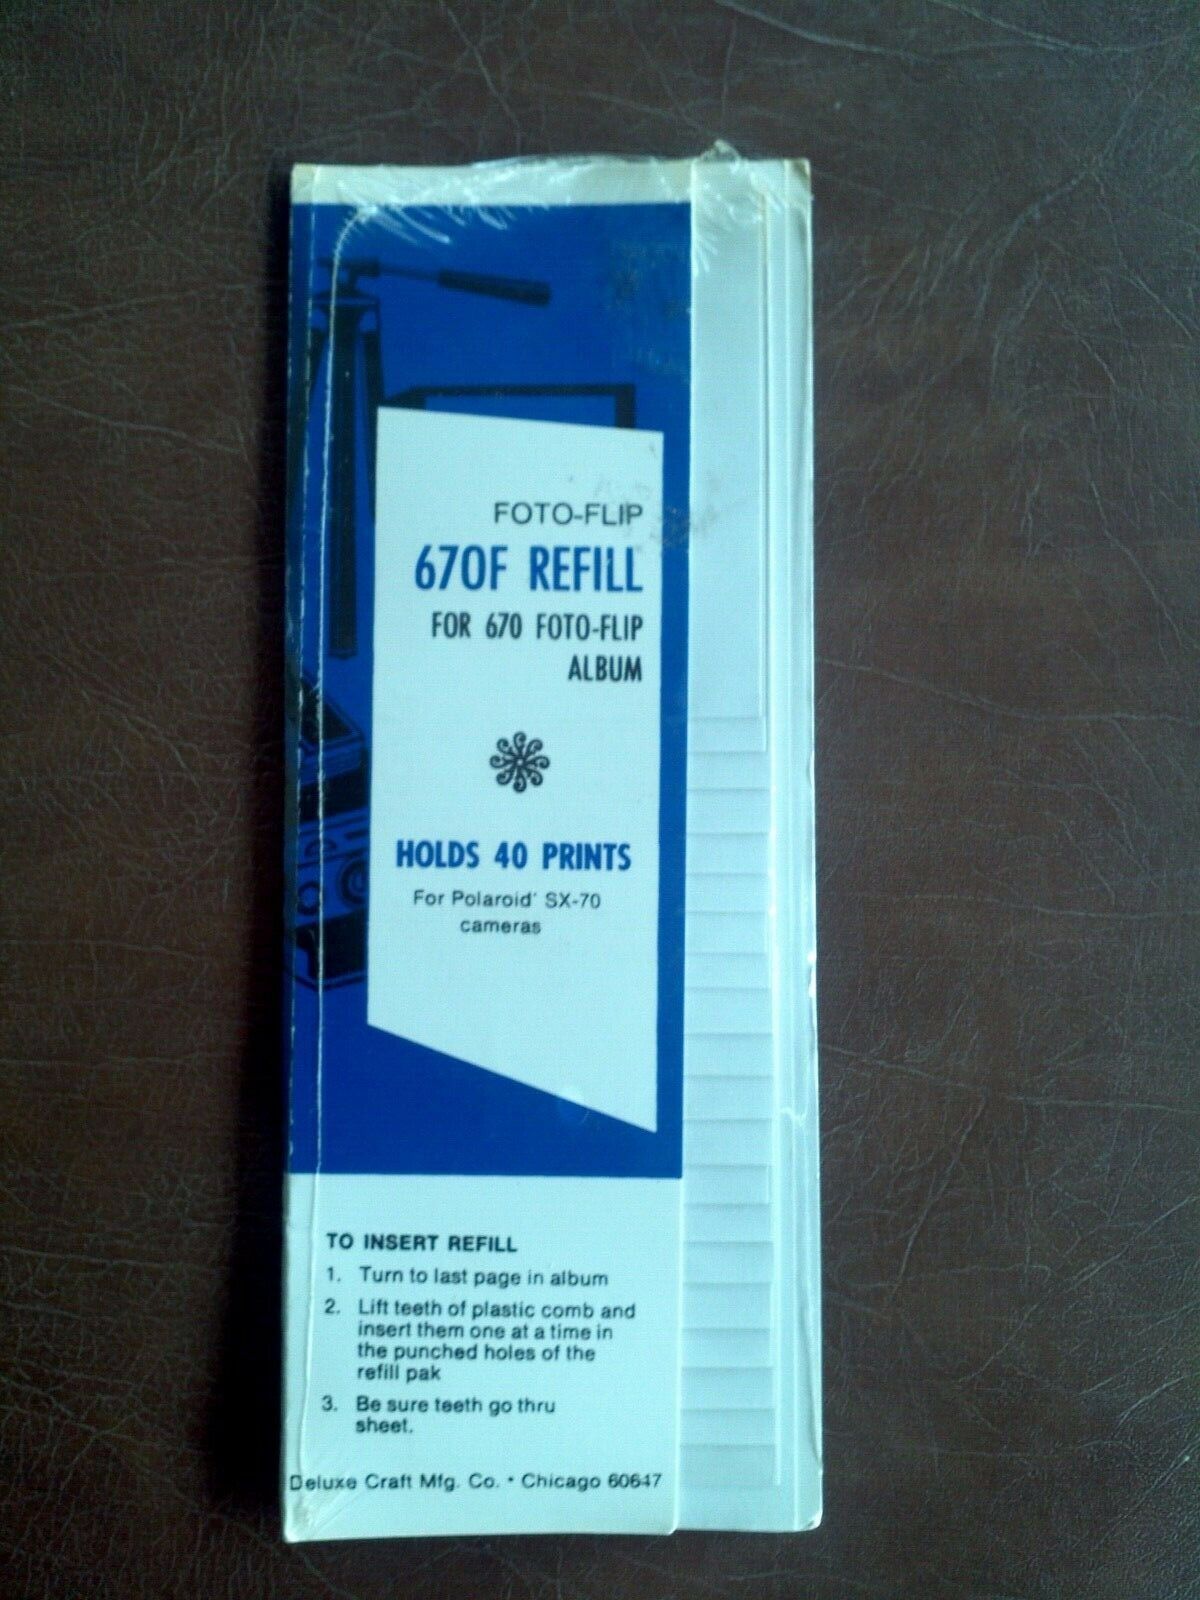 FOTO-FLIP
670F REFILL
FOR 670 FOTO-FLIP
ALBUM
HOLDS 40 PRINTS
For Polaroid' SX-70
cameras
TO INSERT REFILL
1. Turn to last page in album
2. Lift teeth of plastic comb and
insert them one at a time in
the punched holes of the
refill pak
3. Be sure teeth go thru
sheet.
Deluxe Craft Mfg. Co. • Chicago 60647